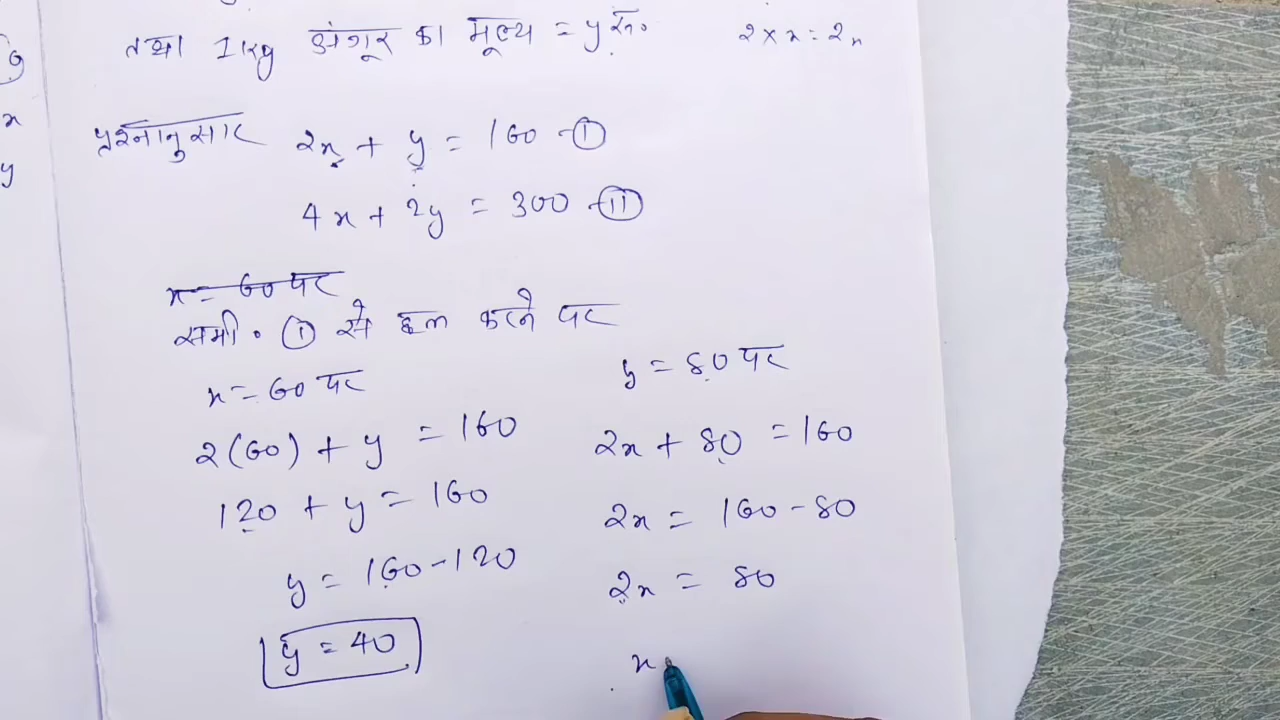 तथा 1kg अंगूर का मूल्य = y रु०
2 × x = 2x
प्रश्नानुसार 2x + y = 160 - (I)
4x + 2y = 300 - (II)
x = 60 पर
समी० (I) से हल करने पर
x = 60 पर
2(60) + y = 160
120 + y = 160
y = 160 - 120
y = 40
y = 80 पर
2x + 80 = 160
2x = 160 - 80
2x = 80
x
x
y